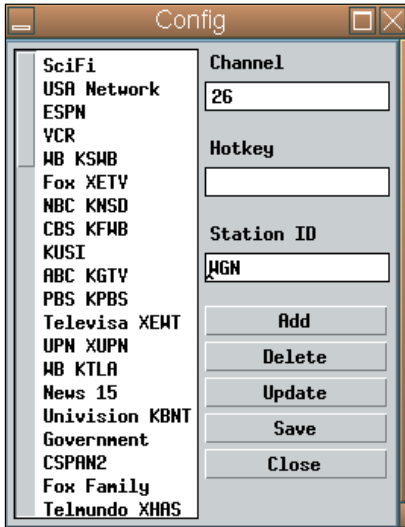 Config
SciFi
USA Network
ESPN
VCR
WB KSWB
Fox XETV
NBC KNSD
CBS KFWB
KUSI
ABC KGTV
PBS KPBS
Televisa XEWT
UPN XUPN
WB KTLA
News 15
Univision KBNT
Government
CSPAN2
Fox Family
Telmundo XHAS
Channel
26
Hotkey
Station ID
WGN
Add
Delete
Update
Save
Close